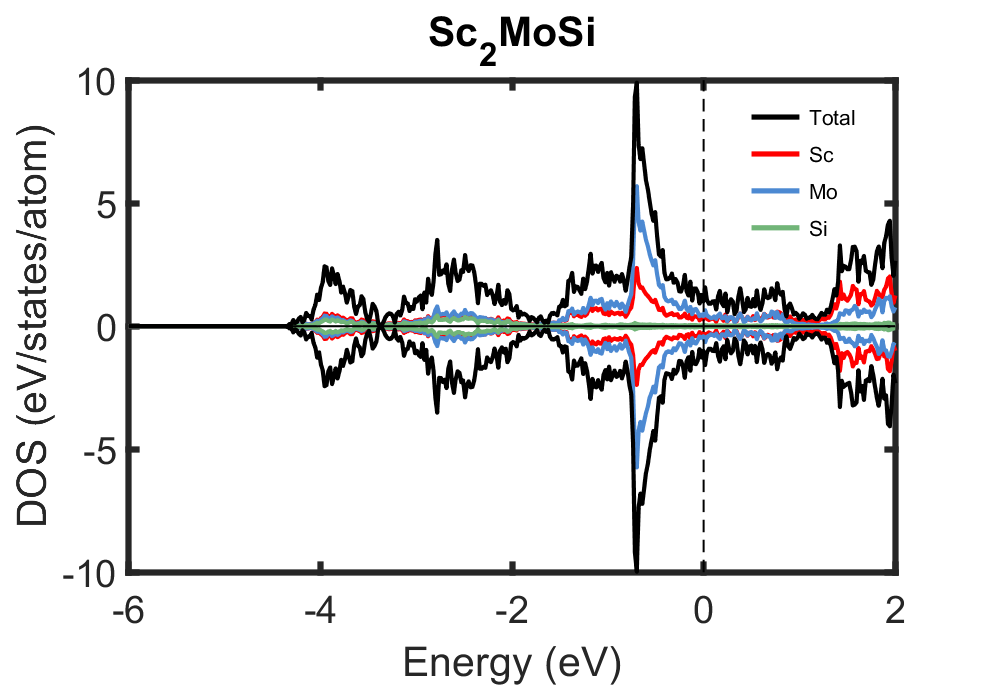 Sc2MoSi
10
5
0
-5
-10
DOS (eV/states/atom)
Total
Sc
Mo
Si
-6 -4 -2 0 2
Energy (eV)